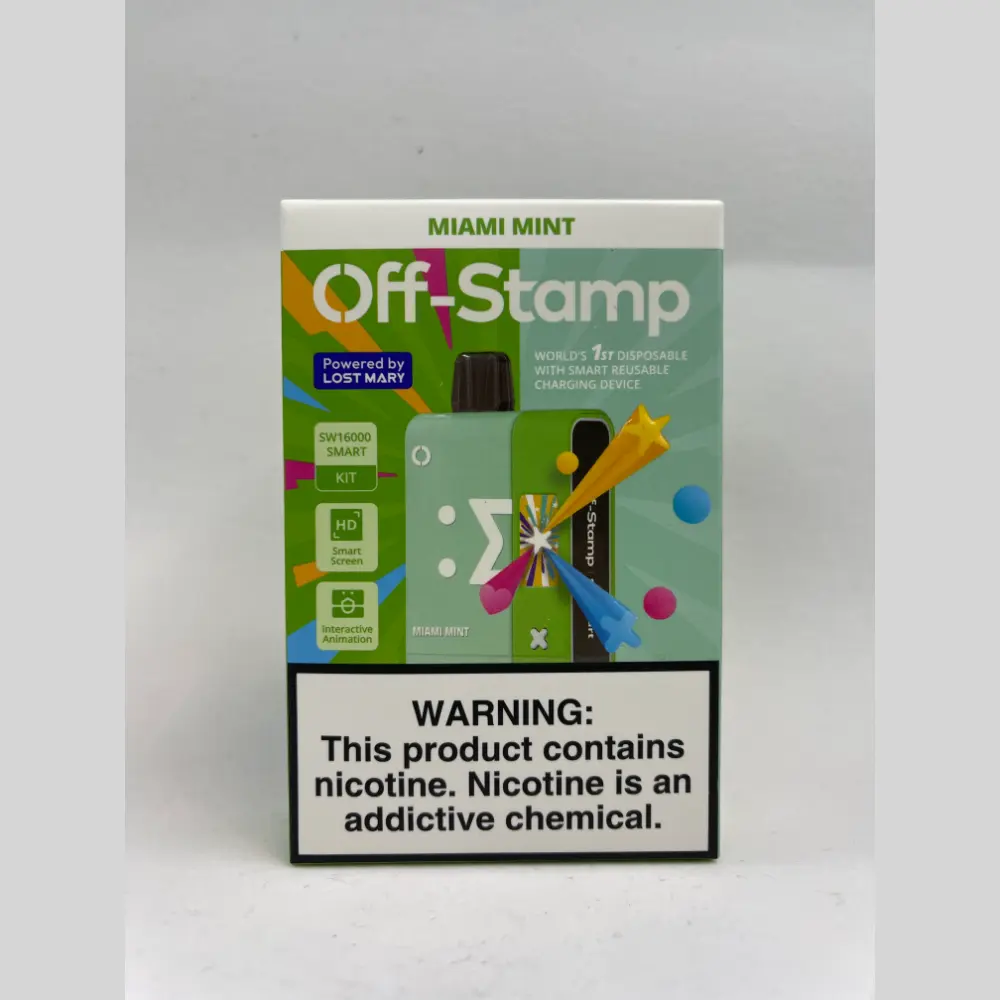 MIAMI MINT
Off-Stamp
Powered by
LOST MARY
WORLD'S 1ST DISPOSABLE
WITH SMART REUSABLE
CHARGING DEVICE.
SW16000
SMART
KIT
HD
Smart
Screen
Interactive
Animation
MIAMI MINT
X
-Stamp
WARNING:
This product contains
nicotine. Nicotine is an
addictive chemical.